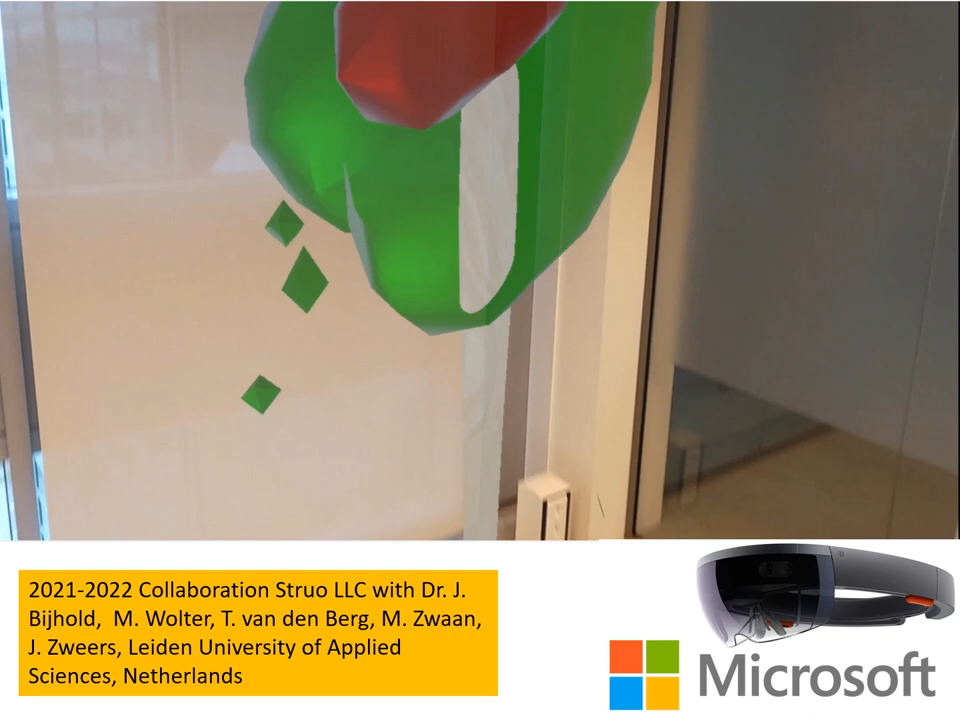 2021-2022 Collaboration Struo LLC with Dr. J.
Bijhold,  M. Wolter, T. van den Berg, M. Zwaan,
J. Zweers, Leiden University of Applied
Sciences, Netherlands
Microsoft